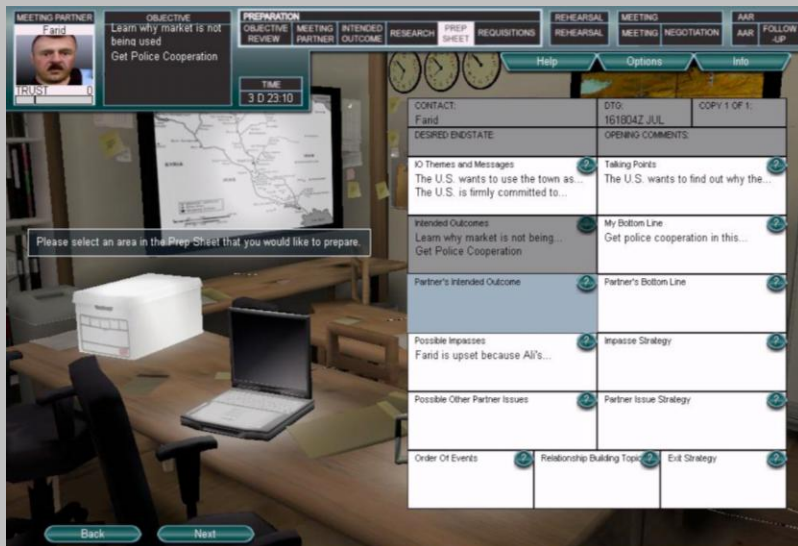 MEETING PARTNER
Farid
TRUST 0
OBJECTIVE
Learn why market is not
being used
Get Police Cooperation
PREPARATION
OBJECTIVE REVIEW
MEETING PARTNER
INTENDED OUTCOME
RESEARCH
PREP SHEET
REQUISITIONS
REHEARSAL
REHEARSAL
MEETING
MEETING
NEGOTIATION
AAR
AAR
FOLLOW-UP
TIME
3 D 23:10
Help
Options
Info
Please select an area in the Prep Sheet that you would like to prepare.
CONTACT:
Farid
DTG:
161804Z JUL
COPY 1 OF 1:
DESIRED ENDSTATE:
OPENING COMMENTS:
IO Themes and Messages
The U.S. wants to use the town as...
The U.S. is firmly committed to...
Talking Points
The U.S. wants to find out why the...
Intended Outcomes
Learn why market is not being...
Get Police Cooperation
My Bottom Line
Get police cooperation in this...
Partner's Intended Outcome
Partner's Bottom Line
Possible Impasses
Farid is upset because Ali's...
Impasse Strategy
Possible Other Partner Issues
Partner Issue Strategy
Order Of Events
Relationship Building Topic
Exit Strategy
Back
Next